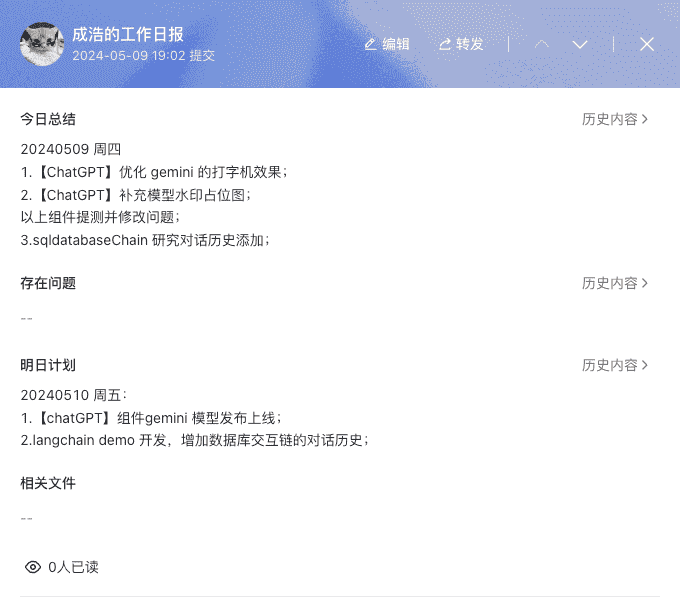 成浩的工作日报
2024-05-09 19:02 提交
编辑
转发
今日总结
历史内容
20240509 周四
1.【ChatGPT】优化 gemini 的打字机效果；
2.【ChatGPT】补充模型水印占位图；
以上组件提测并修改问题；
3.sqldatabaseChain 研究对话历史添加；
存在问题
历史内容
--
明日计划
历史内容
20240510 周五：
1.【chatGPT】组件gemini 模型发布上线；
2.langchain demo 开发，增加数据库交互链的对话历史；
相关文件
--
0人已读